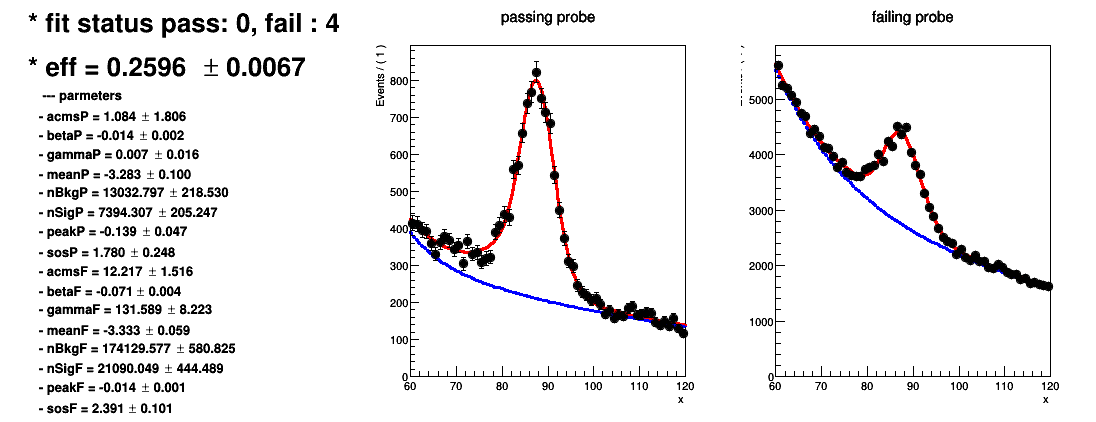 * fit status pass: 0, fail : 4
* eff = 0.2596 ± 0.0067
--- parmeters
- acmsP = 1.084 ± 1.806
- betaP = -0.014 ± 0.002
- gammaP = 0.007 ± 0.016
- meanP = -3.283 ± 0.100
- nBkgP = 13032.797 ± 218.530
- nSigP = 7394.307 ± 205.247
- peakP = -0.139 ± 0.047
- sosP = 1.780 ± 0.248
- acmsF = 12.217 ± 1.516
- betaF = -0.071 ± 0.004
- gammaF = 131.589 ± 8.223
- meanF = -3.333 ± 0.059
- nBkgF = 174129.577 ± 580.825
- nSigF = 21090.049 ± 444.489
- peakF = -0.014 ± 0.001
- sosF = 2.391 ± 0.101
passing probe
Events / ( 1 )
800
700
600
500
400
300
200
100
0
60 70 80 90 100 110 120
x
failing probe
5000
4000
3000
2000
1000
0
60 70 80 90 100 110 120
x